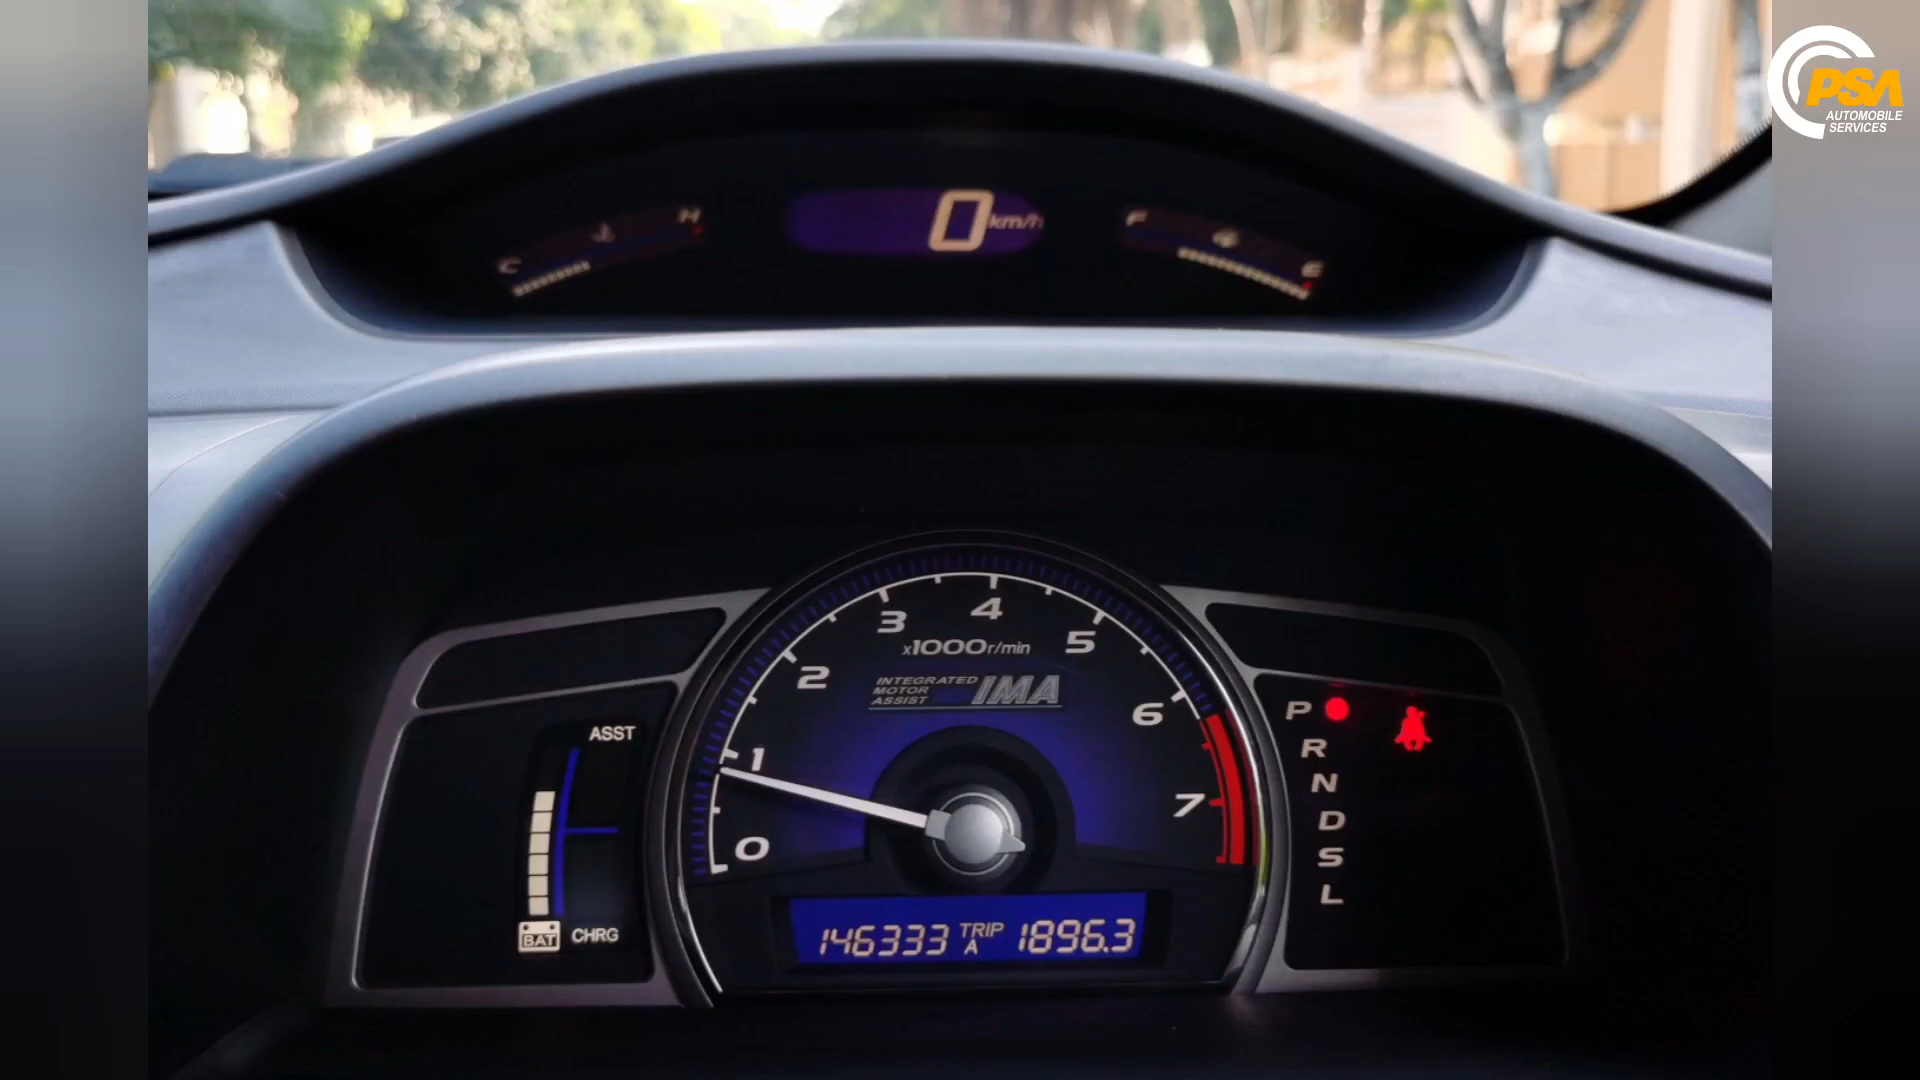 PSA
AUTOMOBILE
SERVICES
C
H
0 km/h
F
E
0
1
2
3
4
5
6
7
x1000r/min
INTEGRATED
MOTOR
ASSIST
IMA
ASST
BAT
CHRG
P
R
N
D
S
L
146333 TRIP A 1896.3